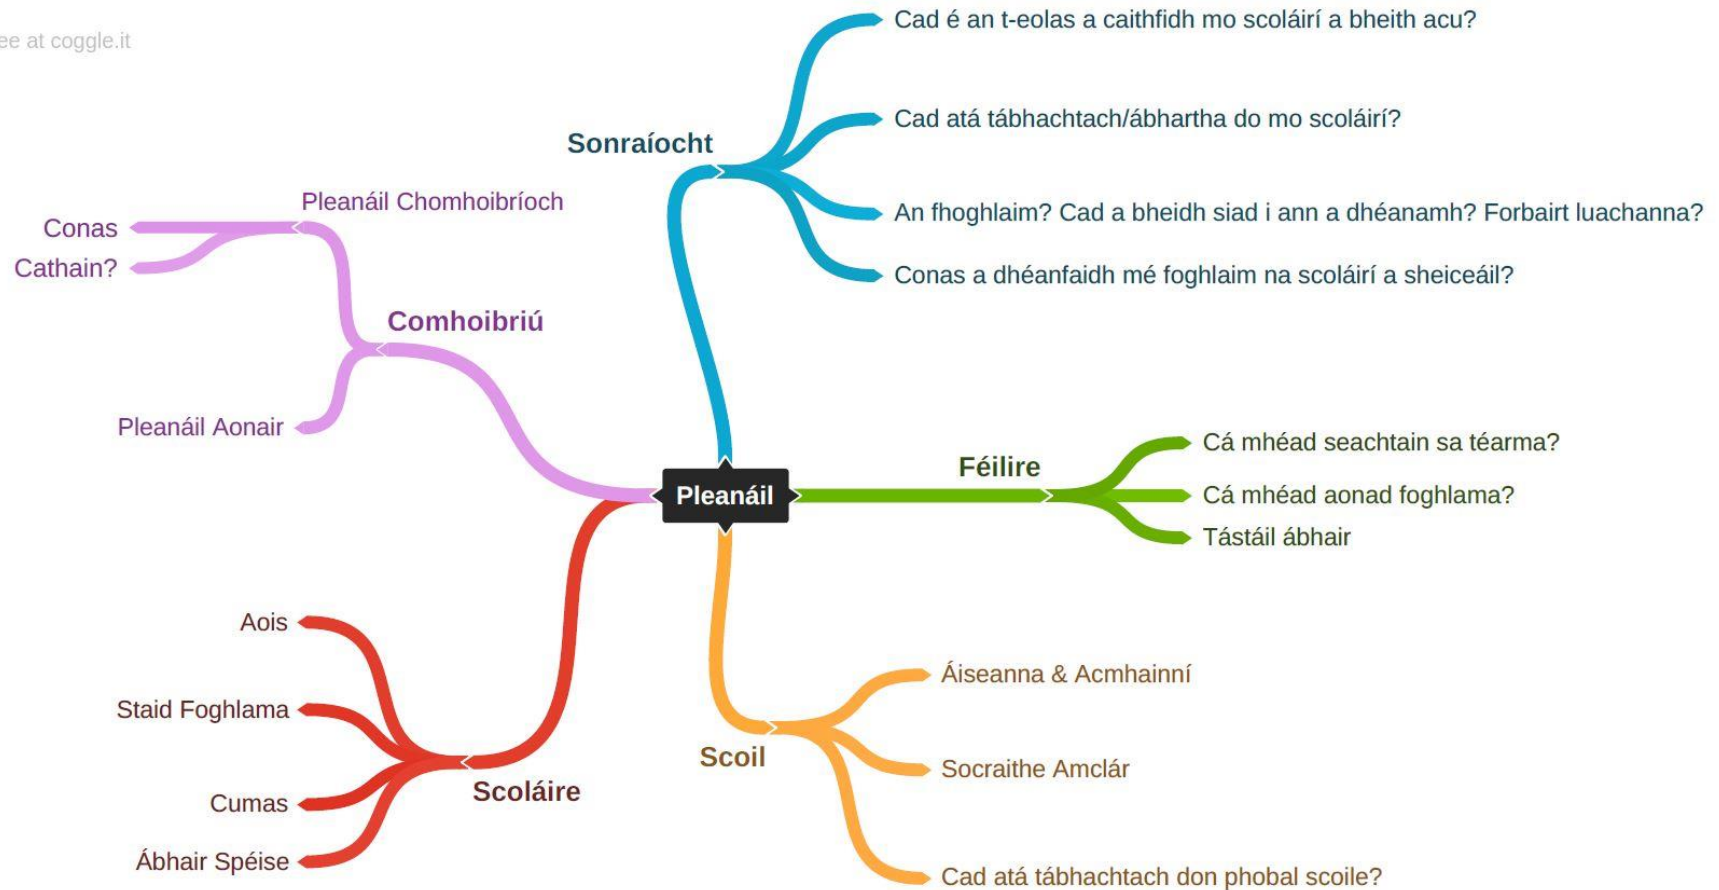 ee at coggle.it
Pleanáil
Sonraíocht
Cad é an t-eolas a caithfidh mo scoláirí a bheith acu?
Cad atá tábhachtach/ábhartha do mo scoláirí?
An fhoghlaim? Cad a bheidh siad i ann a dhéanamh? Forbairt luachanna?
Conas a dhéanfaidh mé foghlaim na scoláirí a sheiceáil?
Féilire
Cá mhéad seachtain sa téarma?
Cá mhéad aonad foghlama?
Tástáil ábhair
Scoil
Áiseanna & Acmhainní
Socraithe Amclár
Cad atá tábhachtach don phobal scoile?
Comhoibriú
Pleanáil Chomhoibríoch
Conas
Cathain?
Pleanáil Aonair
Scoláire
Aois
Staid Foghlama
Cumas
Ábhair Spéise